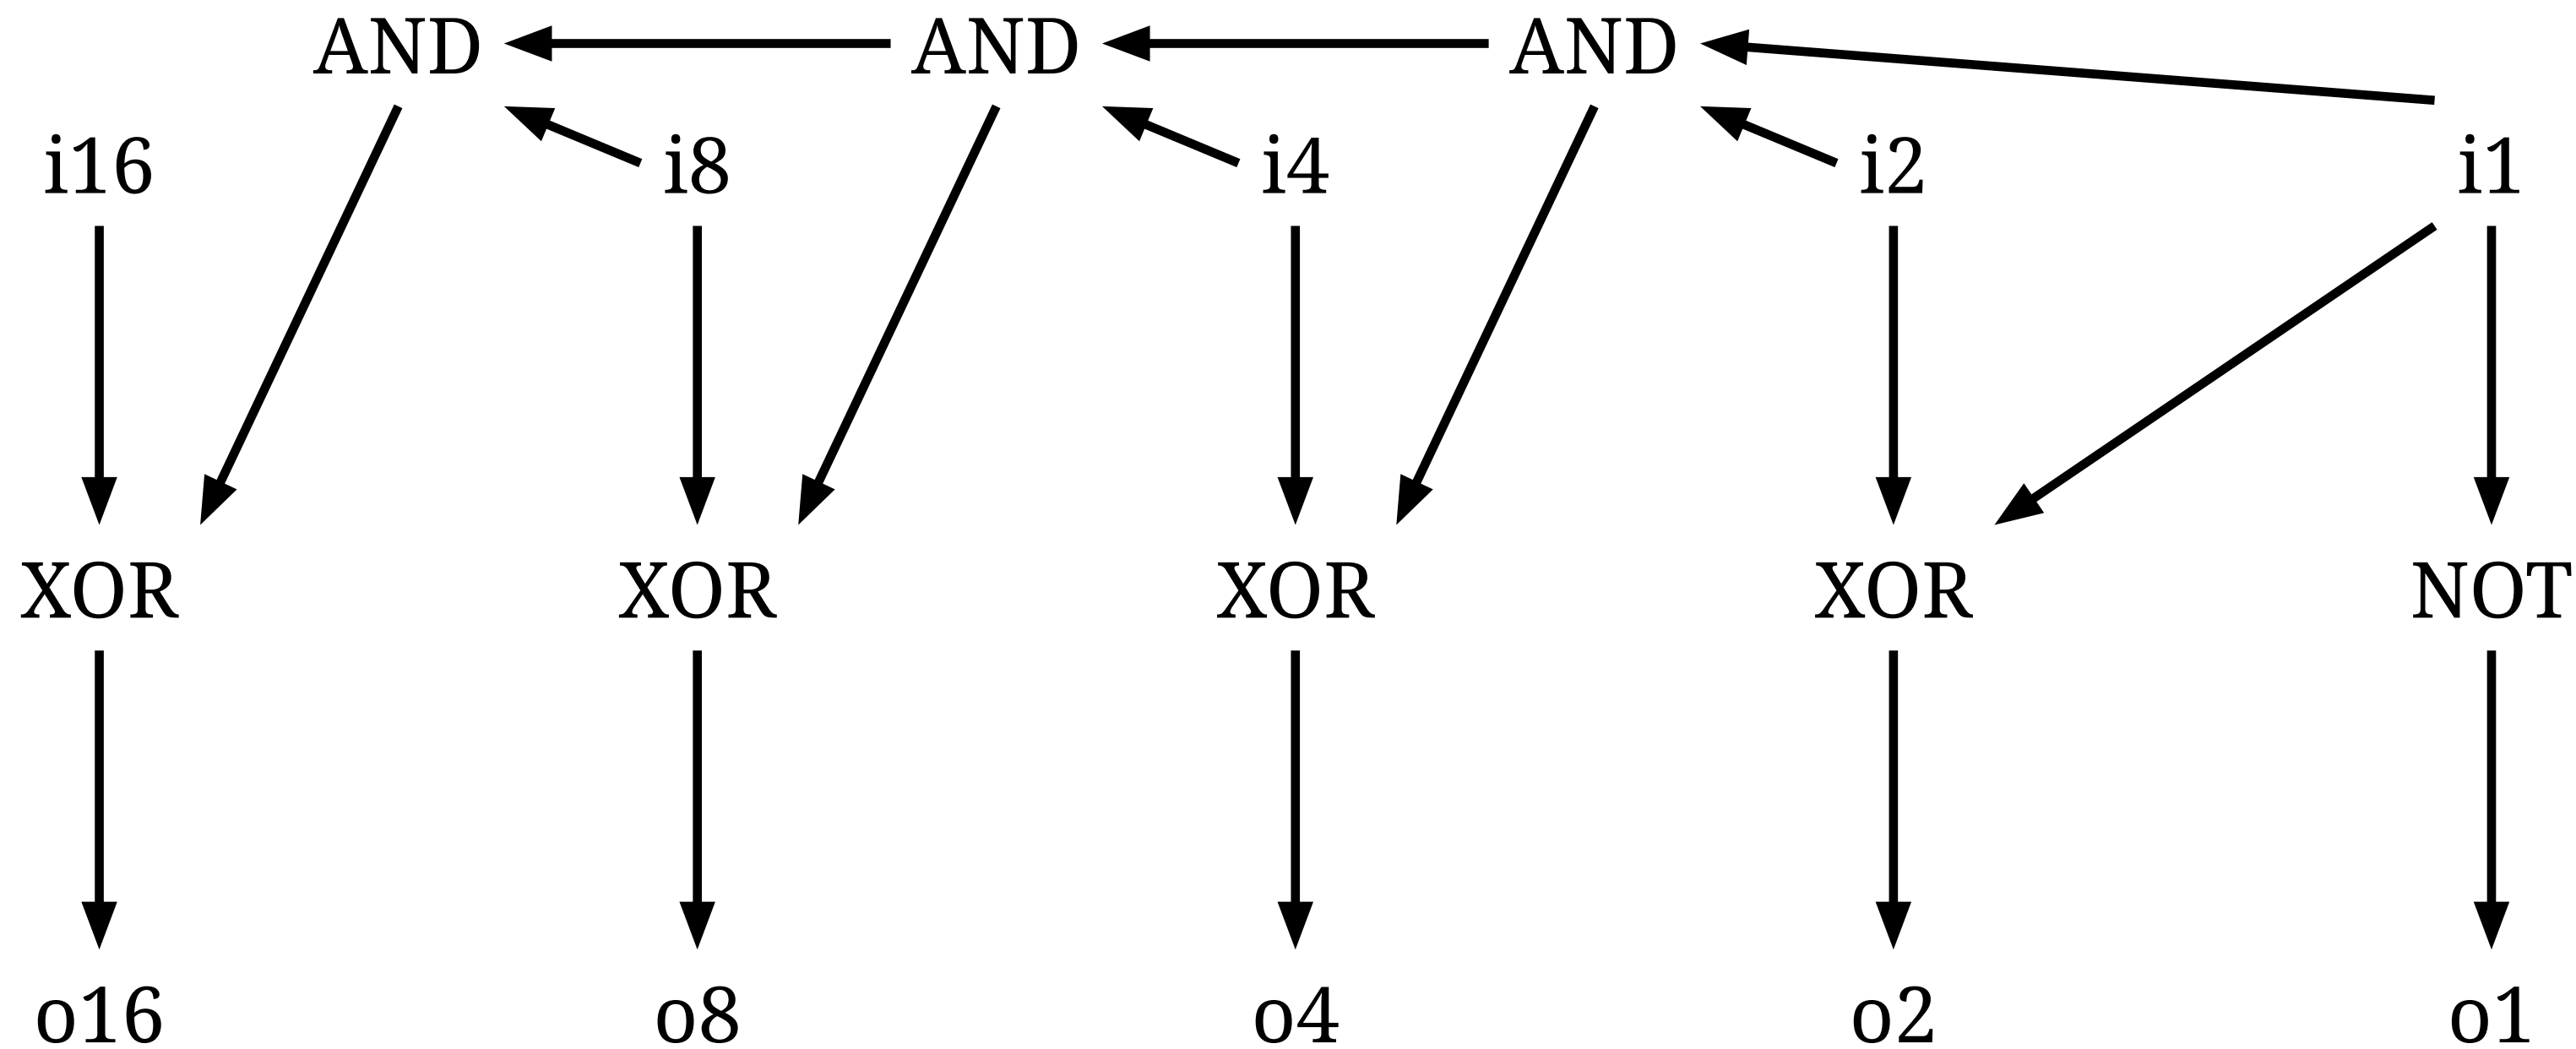 AND AND AND
i16 i8 i4 i2 i1
XOR XOR XOR XOR NOT
o16 o8 o4 o2 o1